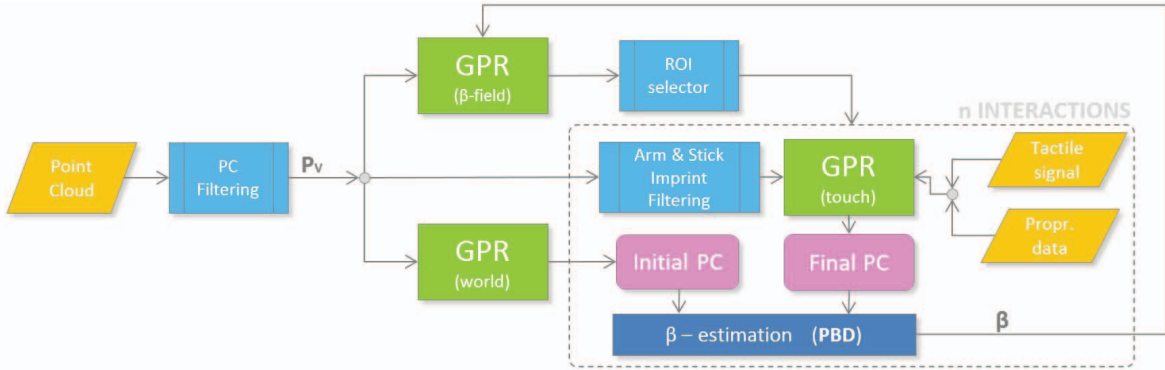 GPR
(β-field)
ROI
selector
n INTERACTIONS
Point
Cloud
PC
Filtering
Pv
Arm & Stick
Imprint
Filtering
GPR
(touch)
Tactile
signal
Propr.
data
GPR
(world)
Initial PC
Final PC
β – estimation (PBD)
β